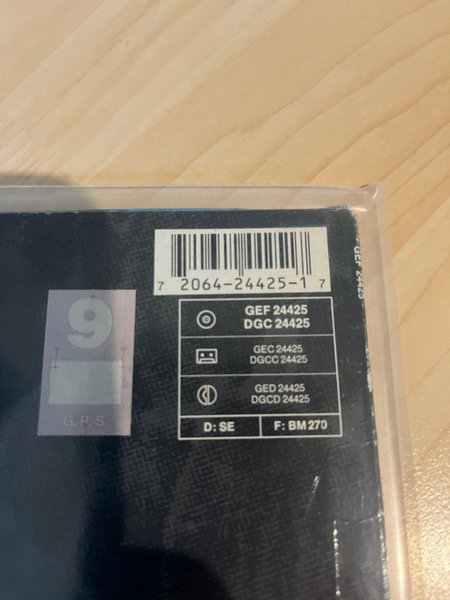 7 2064-24425-1 7
GEF 24425
DGC 24425
GEC 24425
DGCC 24425
GED 24425
DGCD 24425
D: SE F: BM 270
GEF 24425
9
G. R. S.